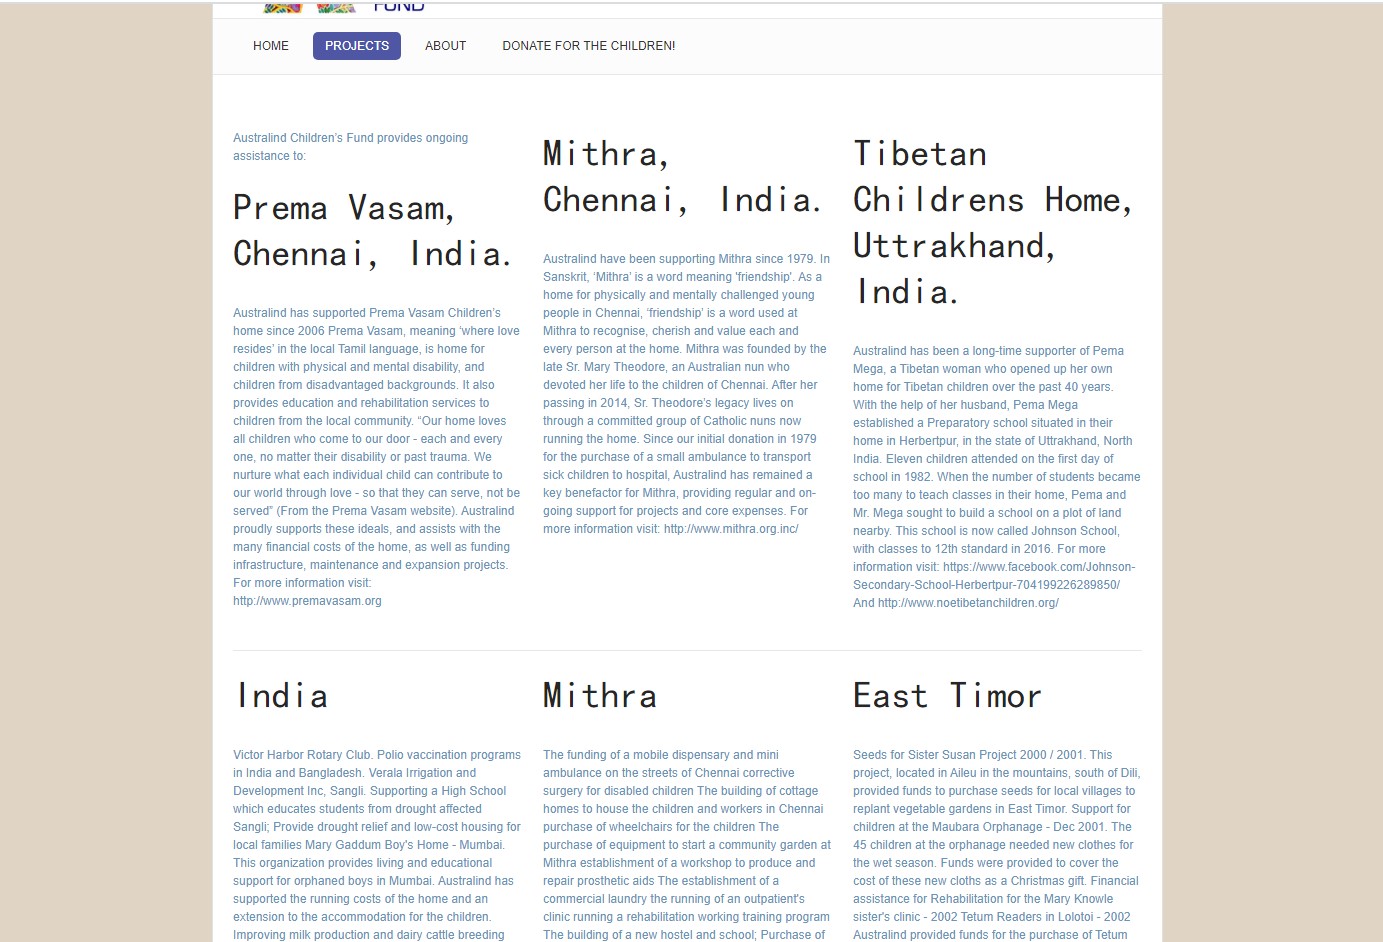 FUND
HOME
PROJECTS
ABOUT
DONATE FOR THE CHILDREN!
Australind Children's Fund provides ongoing
assistance to:
Prema Vasam,
Chennai, India.
Australind has supported Prema Vasam Children's
home since 2006 Prema Vasam, meaning 'where love
resides' in the local Tamil language, is home for
children with physical and mental disability, and
children from disadvantaged backgrounds. It also
provides education and rehabilitation services to
children from the local community. “Our home loves
all children who come to our door - each and every
one, no matter their disability or past trauma. We
nurture what each individual child can contribute to
our world through love - so that they can serve, not be
served” (From the Prema Vasam website). Australind
proudly supports these ideals, and assists with the
many financial costs of the home, as well as funding
infrastructure, maintenance and expansion projects.
For more information visit:
http://www.premavasam.org
Mithra,
Chennai, India.
Australind have been supporting Mithra since 1979. In
Sanskrit, ‘Mithra’ is a word meaning 'friendship'. As a
home for physically and mentally challenged young
people in Chennai, ‘friendship’ is a word used at
Mithra to recognise, cherish and value each and
every person at the home. Mithra was founded by the
late Sr. Mary Theodore, an Australian nun who
devoted her life to the children of Chennai. After her
passing in 2014, Sr. Theodore’s legacy lives on
through a committed group of Catholic nuns now
running the home. Since our initial donation in 1979
for the purchase of a small ambulance to transport
sick children to hospital, Australind has remained a
key benefactor for Mithra, providing regular and on-
going support for projects and core expenses. For
more information visit: http://www.mithra.org.inc/
Tibetan
Childrens Home,
Uttrakhand,
India.
Australind has been a long-time supporter of Pema
Mega, a Tibetan woman who opened up her own
home for Tibetan children over the past 40 years.
With the help of her husband, Pema Mega
established a Preparatory school situated in their
home in Herbertpur, in the state of Uttrakhand, North
India. Eleven children attended on the first day of
school in 1982. When the number of students became
too many to teach classes in their home, Pema and
Mr. Mega sought to build a school on a plot of land
nearby. This school is now called Johnson School,
with classes to 12th standard in 2016. For more
information visit: https://www.facebook.com/Johnson-
Secondary-School-Herbertpur-704199226289850/
And http://www.noetibetanchildren.org/
India
Victor Harbor Rotary Club. Polio vaccination programs
in India and Bangladesh. Verala Irrigation and
Development Inc, Sangli. Supporting a High School
which educates students from drought affected
Sangli; Provide drought relief and low-cost housing for
local families Mary Gaddum Boy's Home - Mumbai.
This organization provides living and educational
support for orphaned boys in Mumbai. Australind has
supported the running costs of the home and an
extension to the accommodation for the children.
Improving milk production and dairy cattle breeding
Mithra
The funding of a mobile dispensary and mini
ambulance on the streets of Chennai corrective
surgery for disabled children The building of cottage
homes to house the children and workers in Chennai
purchase of wheelchairs for the children The
purchase of equipment to start a community garden at
Mithra establishment of a workshop to produce and
repair prosthetic aids The establishment of a
commercial laundry the running of an outpatient's
clinic running a rehabilitation working training program
The building of a new hostel and school; Purchase of
East Timor
Seeds for Sister Susan Project 2000 / 2001. This
project, located in Aileu in the mountains, south of Dili,
provided funds to purchase seeds for local villages to
replant vegetable gardens in East Timor. Support for
children at the Maubara Orphanage - Dec 2001. The
45 children at the orphanage needed new clothes for
the wet season. Funds were provided to cover the
cost of these new cloths as a Christmas gift. Financial
assistance for Rehabilitation for the Mary Knowle
sister's clinic - 2002 Tetum Readers in Lolotoi - 2002
Australind provided funds for the purchase of Tetum